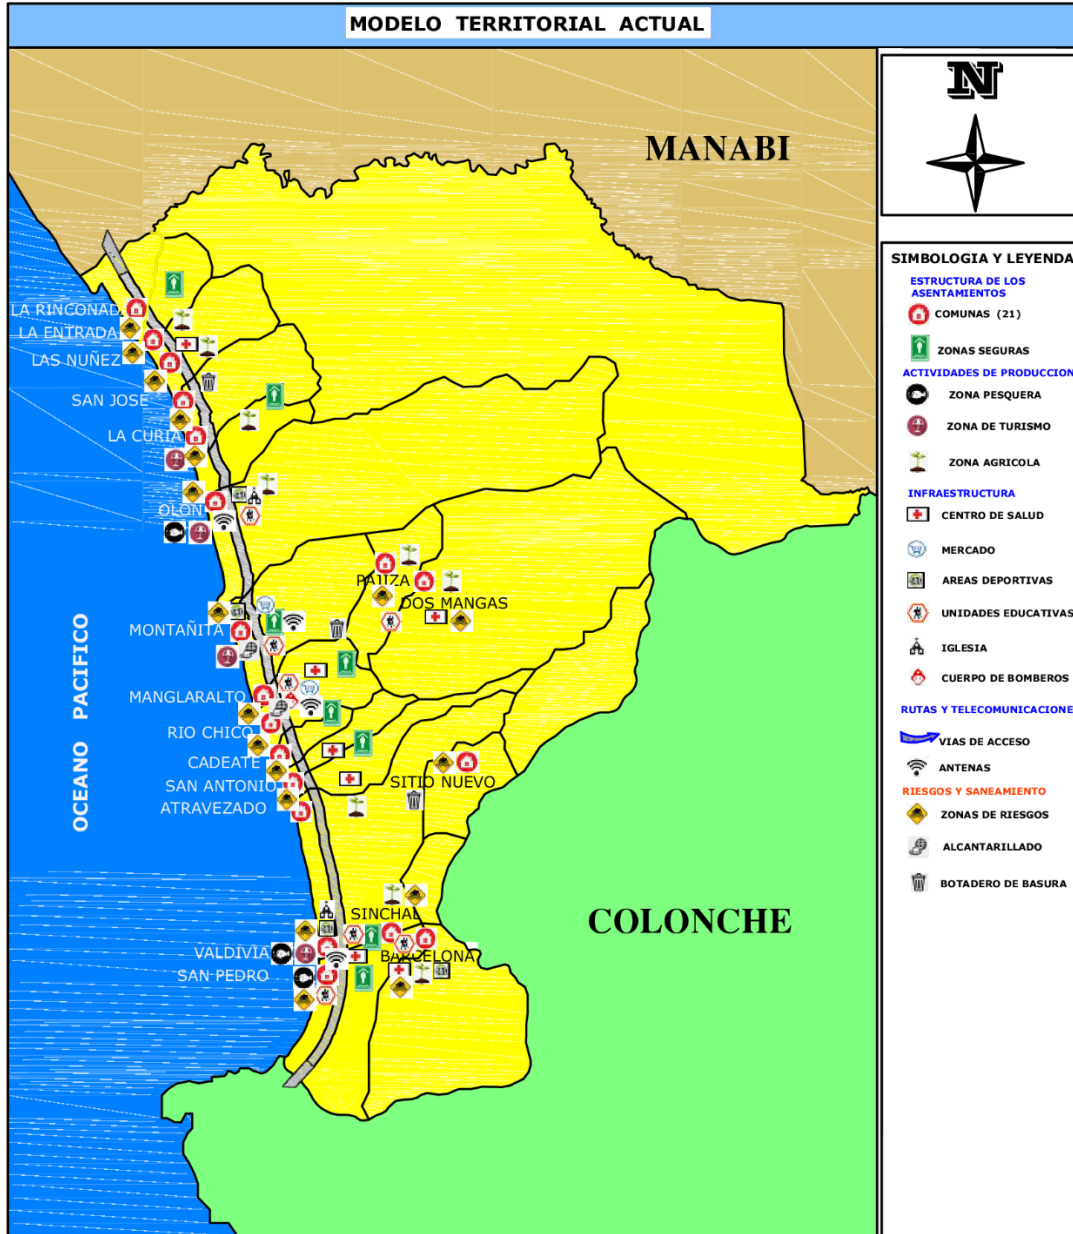 MODELO TERRITORIAL ACTUAL
N
MANABI
SIMBOLOGIA Y LEYENDA
ESTRUCTURA DE LOS
ASENTAMIENTOS
COMUNAS (21)
ZONAS SEGURAS
ACTIVIDADES DE PRODUCCION
ZONA PESQUERA
ZONA DE TURISMO
ZONA AGRICOLA
INFRAESTRUCTURA
CENTRO DE SALUD
MERCADO
AREAS DEPORTIVAS
UNIDADES EDUCATIVAS
IGLESIA
CUERPO DE BOMBEROS
RUTAS Y TELECOMUNICACIONE
VIAS DE ACCESO
ANTENAS
RIESGOS Y SANEAMIENTO
ZONAS DE RIESGOS
ALCANTARILLADO
BOTADERO DE BASURA
LA RINCONAD
LA ENTRADA
LAS NUÑEZ
SAN JOSE
LA CURIA
OLON
PAJIZA
DOS MANGAS
MONTAÑITA
MANGLARALTO
RIO CHICO
CADEATE
SAN ANTONIO
ATRAVEZADO
SITIO NUEVO
OCEANO PACIFICO
SINCHAL
VALDIVIA
BARCELONA
SAN PEDRO
COLONCHE